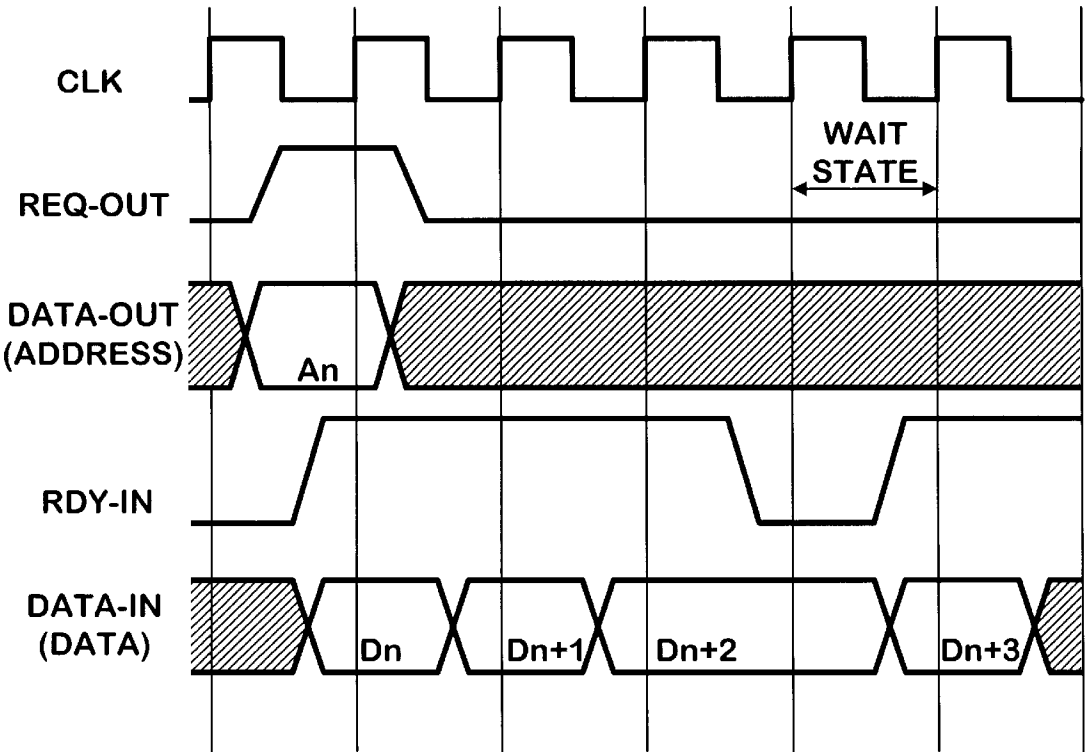 CLK
WAIT
STATE
REQ-OUT
DATA-OUT
(ADDRESS)
An
RDY-IN
DATA-IN
(DATA)
Dn
Dn+1
Dn+2
Dn+3